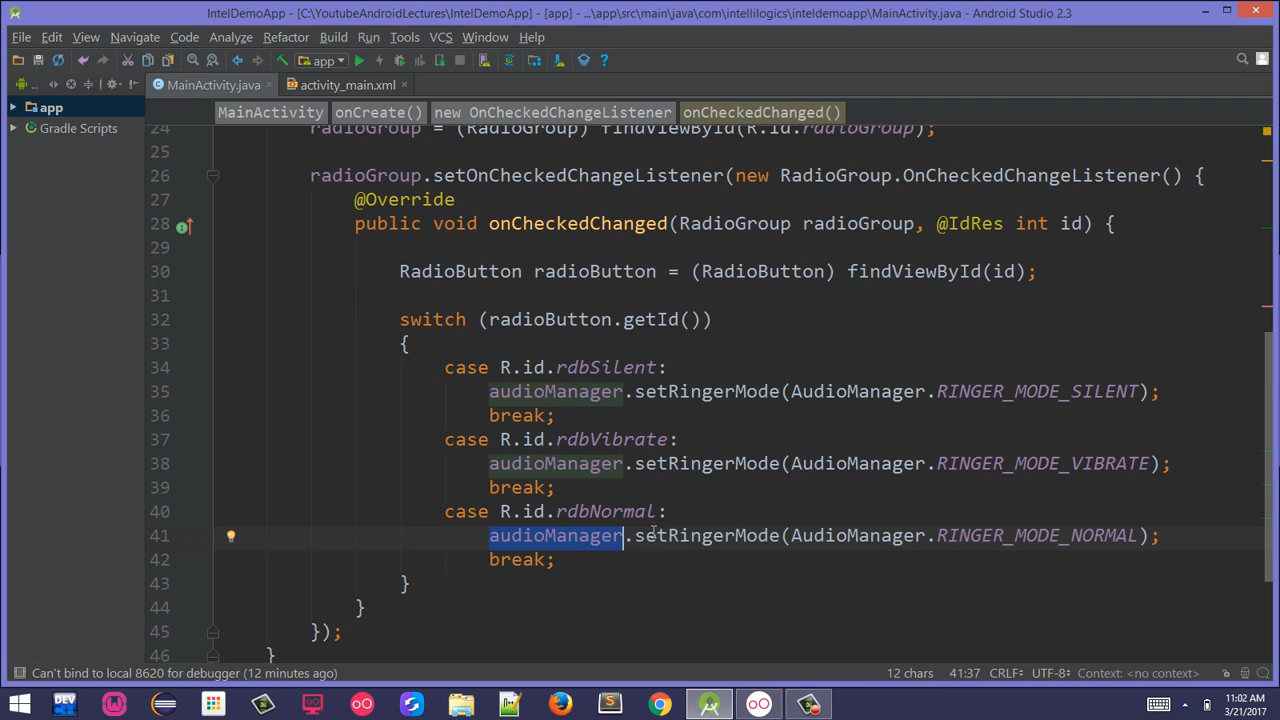 IntelDemoApp - [C:\YoutubeAndroidLectures\IntelDemoApp] - [app] - ...\app\src\main\java\com\intellilogics\inteldemoapp\MainActivity.java - Android Studio 2.3
File Edit View Navigate Code Analyze Refactor Build Run Tools VCS Window Help
app
MainActivity.java activity_main.xml
app
Gradle Scripts
MainActivity onCreate() new OnCheckedChangeListener onCheckedChanged()
24 radioGroup = (RadioGroup) findViewById(R.id.radioGroup);
25
26 radioGroup.setOnCheckedChangeListener(new RadioGroup.OnCheckedChangeListener() {
27 @Override
28 public void onCheckedChanged(RadioGroup radioGroup, @IdRes int id) {
29
30 RadioButton radioButton = (RadioButton) findViewById(id);
31
32 switch (radioButton.getId())
33 {
34 case R.id.rdbSilent:
35 audioManager.setRingerMode(AudioManager.RINGER_MODE_SILENT);
36 break;
37 case R.id.rdbVibrate:
38 audioManager.setRingerMode(AudioManager.RINGER_MODE_VIBRATE);
39 break;
40 case R.id.rdbNormal:
41 audioManager.setRingerMode(AudioManager.RINGER_MODE_NORMAL);
42 break;
43 }
44 }
45 });
46 }
Can't bind to local 8620 for debugger (12 minutes ago) 12 chars 41:37 CRLF UTF-8 Context: <no context>
DEV 11:02 AM
3/21/2017